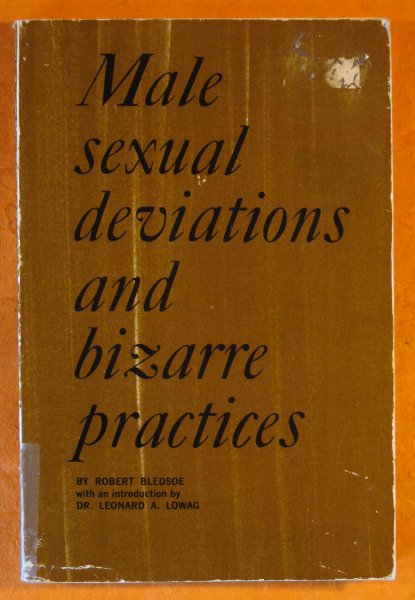 Male
sexual
deviations
and
bizarre
practices
BY ROBERT BLEDSOE
with an introduction by
DR. LEONARD A. LOWAG